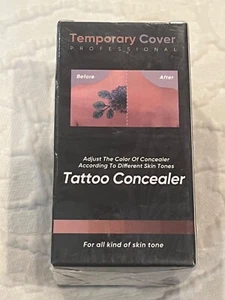 Temporary Cover
PROFESSIONAL
Before After
Adjust The Color Of Concealer
According To Different Skin Tones
Tattoo Concealer
For all kind of skin tone